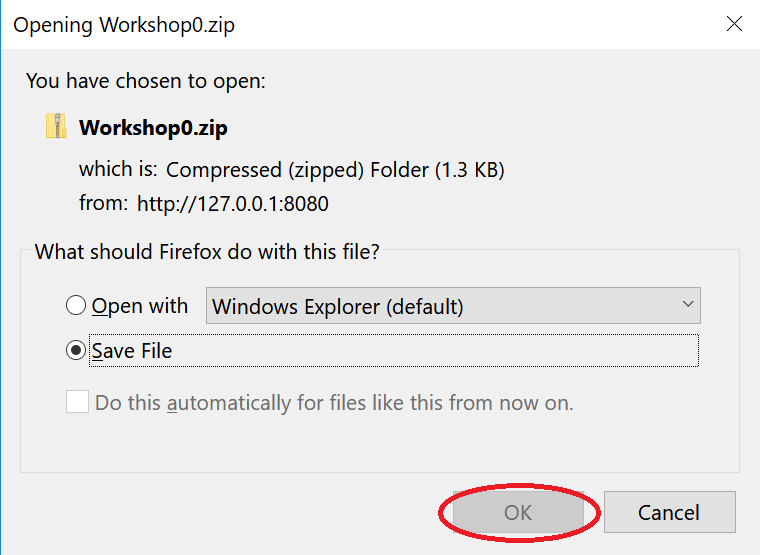 Opening Workshop0.zip
You have chosen to open:
Workshop0.zip
which is: Compressed (zipped) Folder (1.3 KB)
from: http://127.0.0.1:8080
What should Firefox do with this file?
Open with Windows Explorer (default)
Save File
Do this automatically for files like this from now on.
OK Cancel